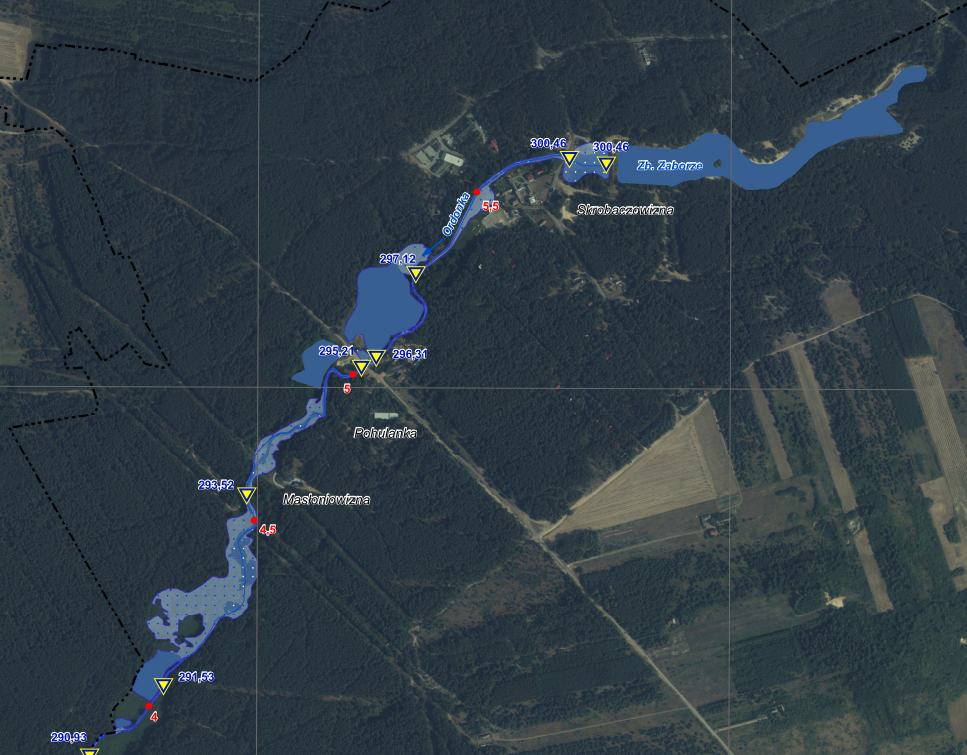 300,46
300,46
Zb. Zaborze
5,5
Ordonka
Skrobaczowizna
297,12
295,21
296,31
5
Pohulanka
293,52
Masłoniowizna
4,5
291,53
4
290,93